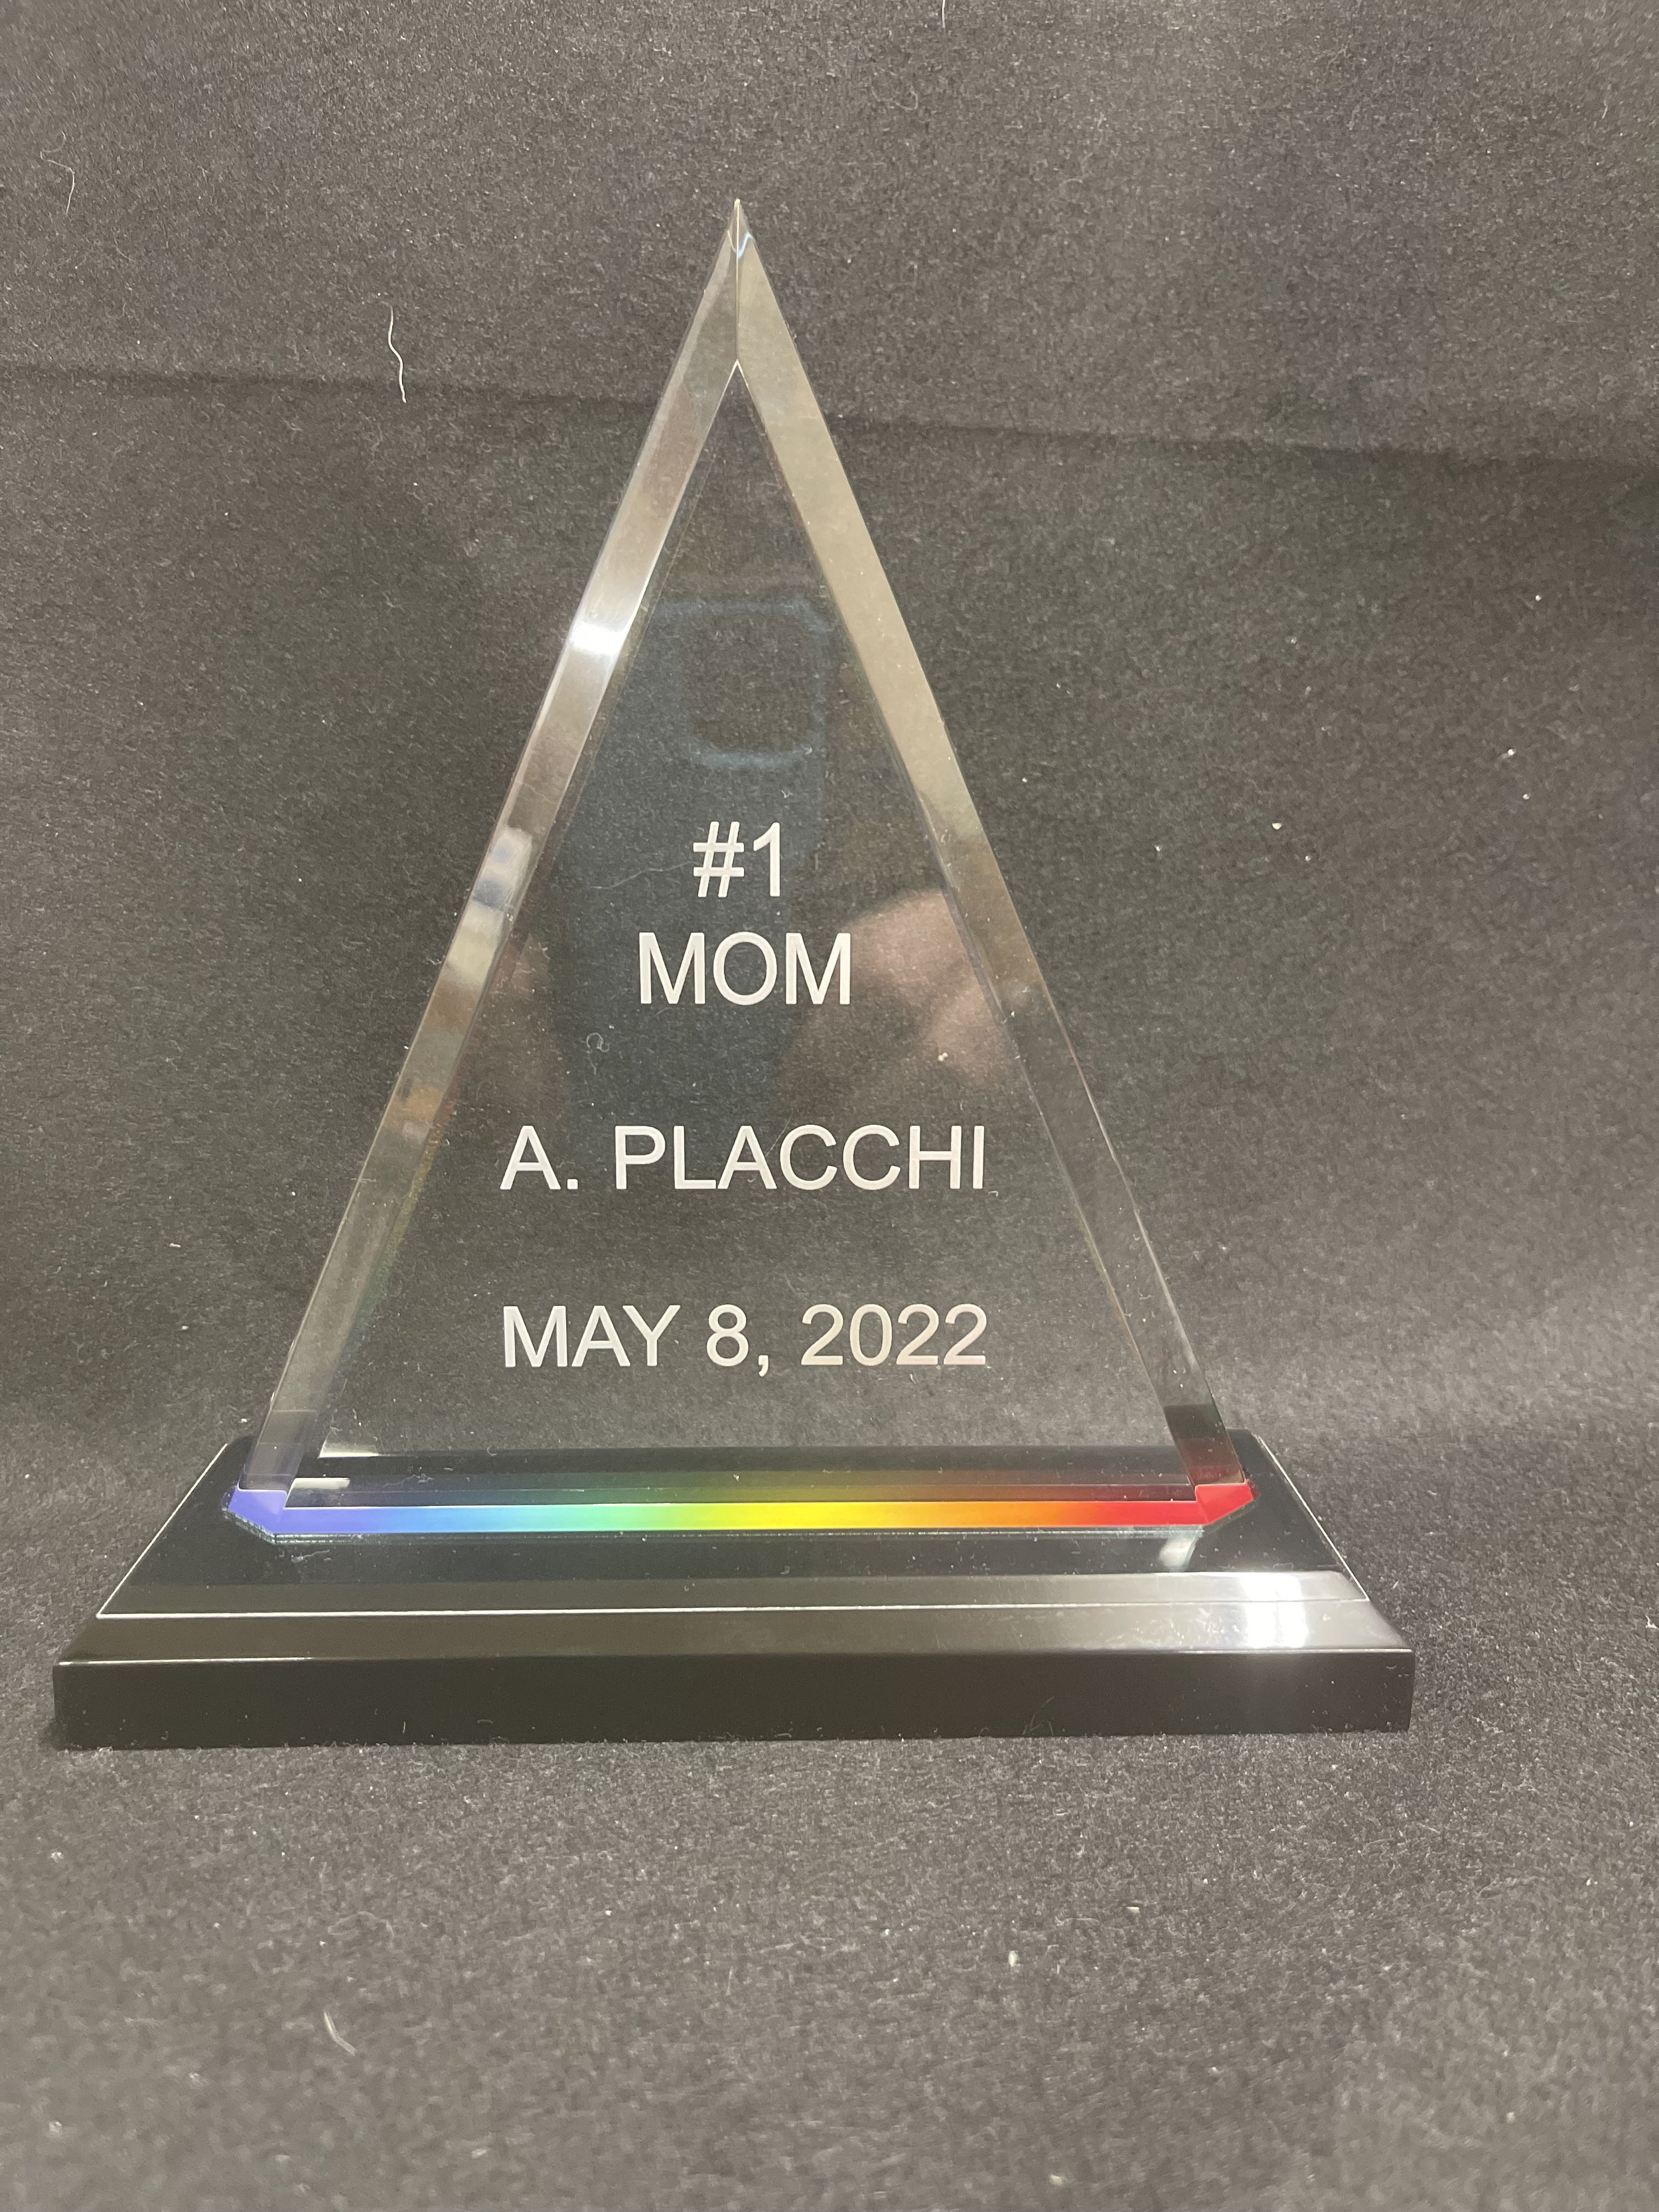 #1
MOM
A. PLACCHI
MAY 8, 2022